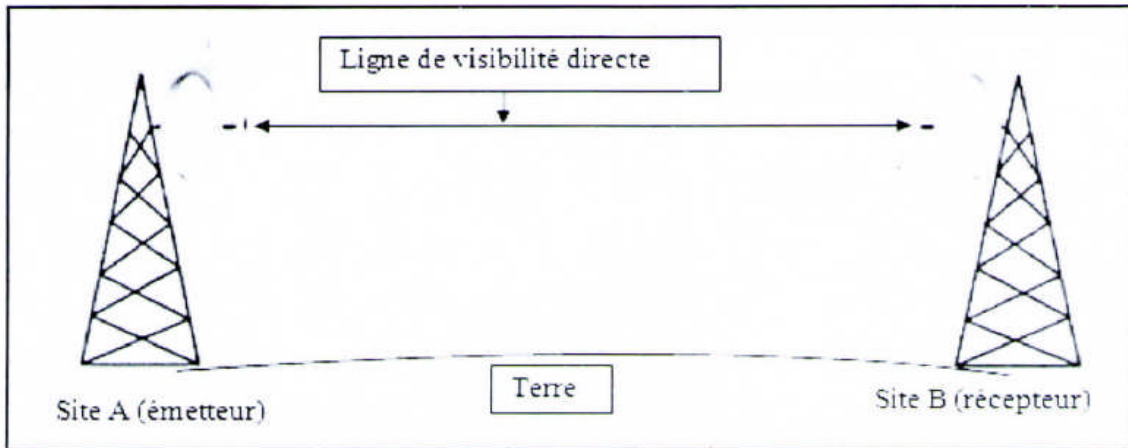 Ligne de visibilité directe
Terre
Site A (émetteur)
Site B (récepteur)